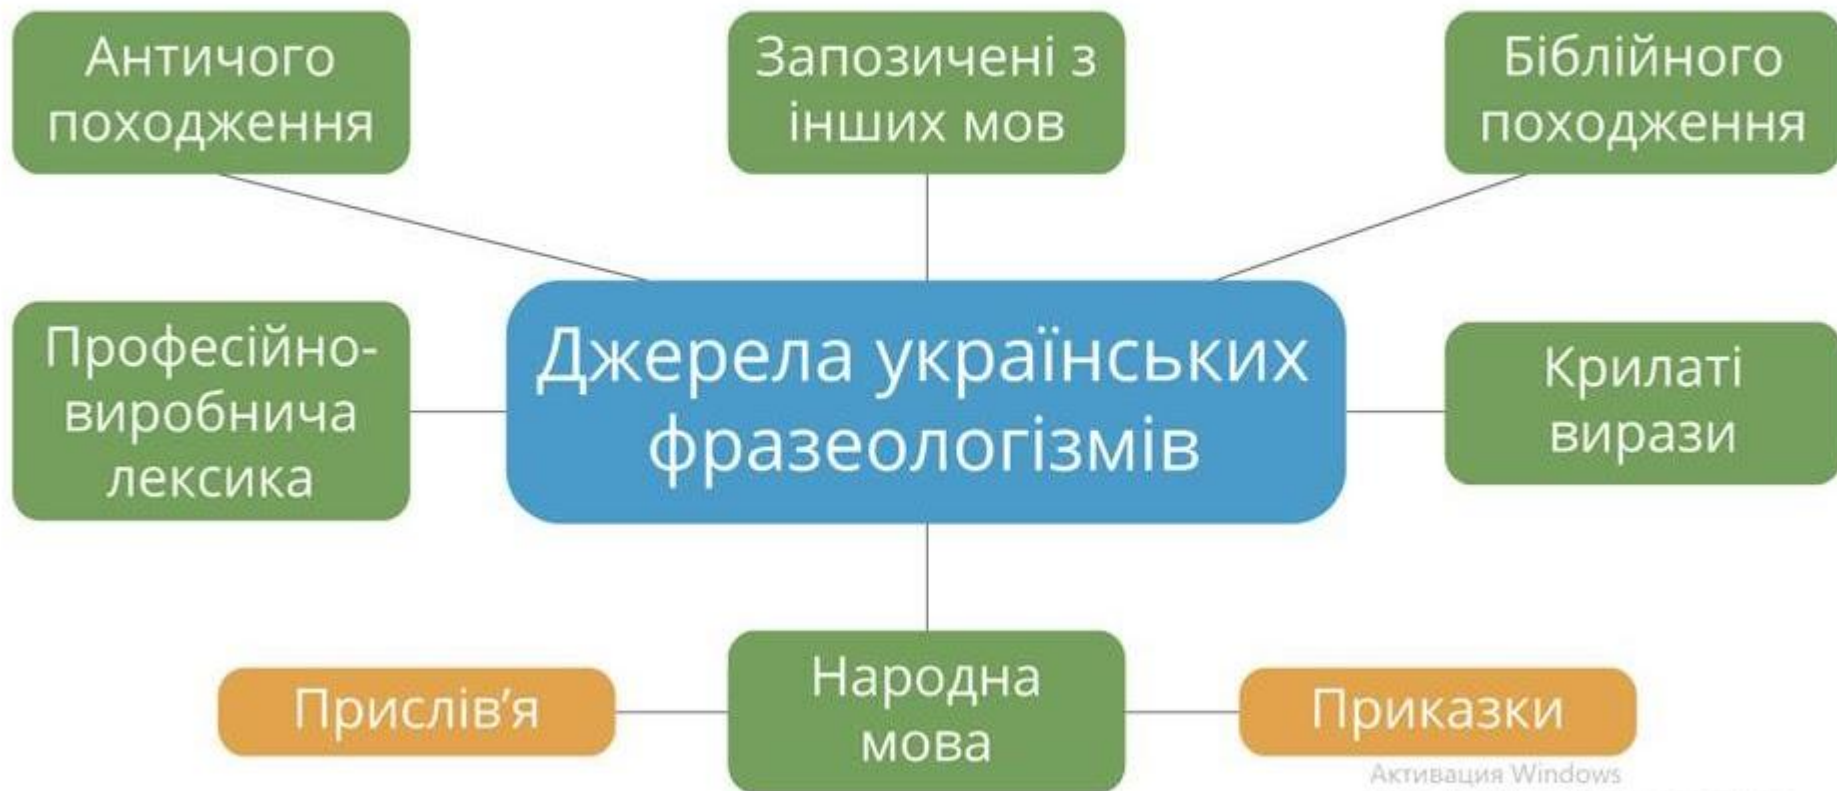 Античого
походження
Запозичені з
інших мов
Біблійного
походження
Професійно-
виробнича
лексика
Джерела українських
фразеологізмів
Крилаті
вирази
Прислів’я
Народна
мова
Приказки
Активация Windows